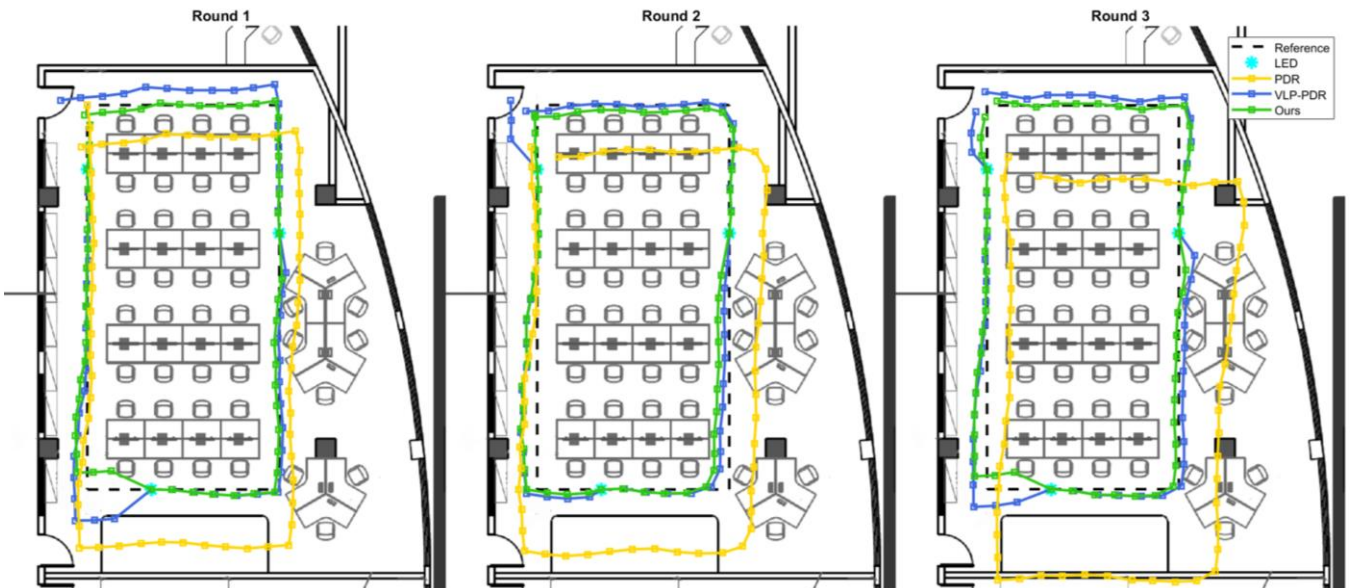 Round 1
Round 2
Round 3
Reference
LED
PDR
VLP-PDR
Ours